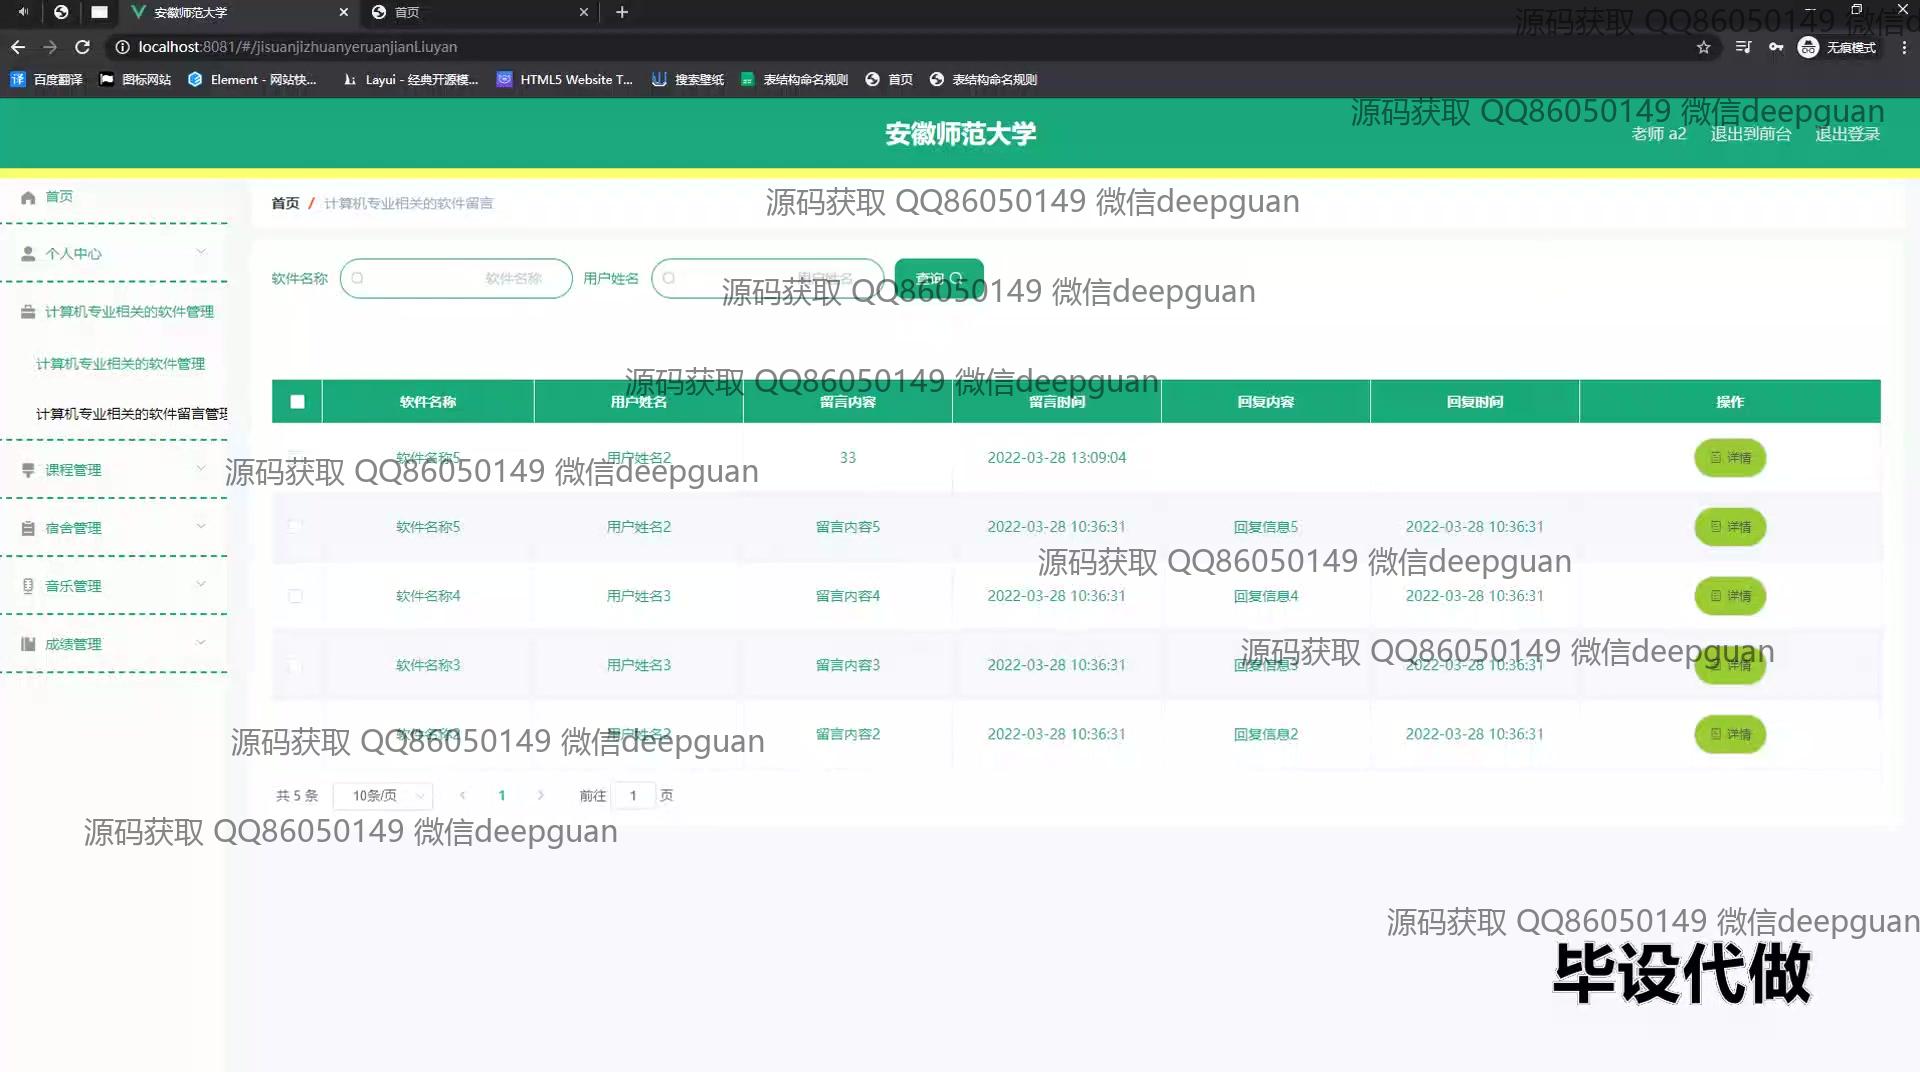 安徽师范大学
首页
源码获取 QQ86050149 微信deepguan
localhost:8081/#/jisuanjizhuanyeruanjianLiuyan
无痕模式
百度翻译
图标网站
Element - 网站快...
Layui - 经典开源模...
HTML5 Website T...
搜索壁纸
表结构命名规则
首页
表结构命名规则
源码获取 QQ86050149 微信deepguan
安徽师范大学
老师 a2
退出到前台
退出登录
首页
个人中心
计算机专业相关的软件管理
计算机专业相关的软件管理
计算机专业相关的软件留言管理
课程管理
宿舍管理
音乐管理
成绩管理
首页 / 计算机专业相关的软件留言
源码获取 QQ86050149 微信deepguan
软件名称 软件名称 用户姓名 用户姓名 查询
源码获取 QQ86050149 微信deepguan
源码获取 QQ86050149 微信deepguan
软件名称 用户姓名 留言内容 留言时间 回复内容 回复时间 操作
软件名称5 用户姓名2 33 2022-03-28 13:09:04 详情
源码获取 QQ86050149 微信deepguan
软件名称5 用户姓名2 留言内容5 2022-03-28 10:36:31 回复信息5 2022-03-28 10:36:31 详情
源码获取 QQ86050149 微信deepguan
软件名称4 用户姓名3 留言内容4 2022-03-28 10:36:31 回复信息4 2022-03-28 10:36:31 详情
源码获取 QQ86050149 微信deepguan
软件名称3 用户姓名3 留言内容3 2022-03-28 10:36:31 回复信息3 2022-03-28 10:36:31 详情
软件名称2 用户姓名2 留言内容2 2022-03-28 10:36:31 回复信息2 2022-03-28 10:36:31 详情
源码获取 QQ86050149 微信deepguan
共 5 条 10条/页 1 前往 1 页
源码获取 QQ86050149 微信deepguan
源码获取 QQ86050149 微信deepguan
毕设代做